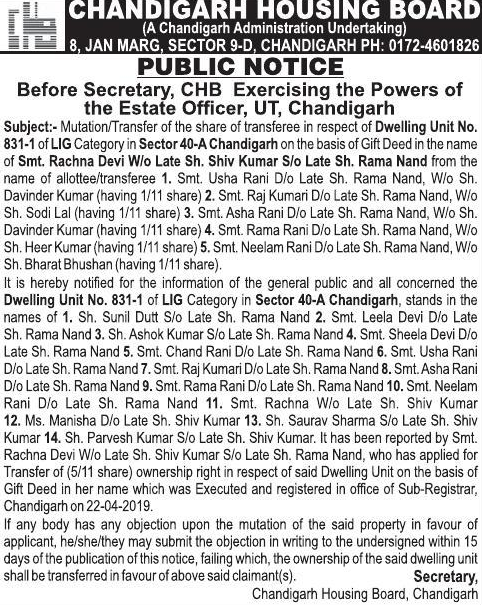 CHANDIGARH HOUSING BOARD
(A Chandigarh Administration Undertaking)
8, JAN MARG, SECTOR 9-D, CHANDIGARH PH: 0172-4601826
PUBLIC NOTICE
Before Secretary, CHB Exercising the Powers of
the Estate Officer, UT, Chandigarh
Subject:- Mutation/Transfer of the share of transferee in respect of Dwelling Unit No.
831-1 of LIG Category in Sector 40-A Chandigarh on the basis of Gift Deed in the name
of Smt. Rachna Devi W/o Late Sh. Shiv Kumar S/o Late Sh. Rama Nand from the
name of allottee/transferee 1. Smt. Usha Rani D/o Late Sh. Rama Nand, W/o Sh.
Davinder Kumar (having 1/11 share) 2. Smt. Raj Kumari D/o Late Sh. Rama Nand, W/o
Sh. Sodi Lal (having 1/11 share) 3. Smt. Asha Rani D/o Late Sh. Rama Nand, W/o Sh.
Davinder Kumar (having 1/11 share) 4. Smt. Rama Rani D/o Late Sh. Rama Nand, W/o
Sh. Heer Kumar (having 1/11 share) 5. Smt. Neelam Rani D/o Late Sh. Rama Nand, W/o
Sh. Bharat Bhushan (having 1/11 share).
It is hereby notified for the information of the general public and all concerned the
Dwelling Unit No. 831-1 of LIG Category in Sector 40-A Chandigarh, stands in the
names of 1. Sh. Sunil Dutt S/o Late Sh. Rama Nand 2. Smt. Leela Devi D/o Late
Sh. Rama Nand 3. Sh. Ashok Kumar S/o Late Sh. Rama Nand 4. Smt. Sheela Devi D/o
Late Sh. Rama Nand 5. Smt. Chand Rani D/o Late Sh. Rama Nand 6. Smt. Usha Rani
D/o Late Sh. Rama Nand 7. Smt. Raj Kumari D/o Late Sh. Rama Nand 8. Smt. Asha Rani
D/o Late Sh. Rama Nand 9. Smt. Rama Rani D/o Late Sh. Rama Nand 10. Smt. Neelam
Rani D/o Late Sh. Rama Nand 11. Smt. Rachna W/o Late Sh. Shiv Kumar
12. Ms. Manisha D/o Late Sh. Shiv Kumar 13. Sh. Saurav Sharma S/o Late Sh. Shiv
Kumar 14. Sh. Parvesh Kumar S/o Late Sh. Shiv Kumar. It has been reported by Smt.
Rachna Devi W/o Late Sh. Shiv Kumar S/o Late Sh. Rama Nand, who has applied for
Transfer of (5/11 share) ownership right in respect of said Dwelling Unit on the basis of
Gift Deed in her name which was Executed and registered in office of Sub-Registrar,
Chandigarh on 22-04-2019.
If any body has any objection upon the mutation of the said property in favour of
applicant, he/she/they may submit the objection in writing to the undersigned within 15
days of the publication of this notice, failing which, the ownership of the said dwelling unit
shall be transferred in favour of above said claimant(s). Secretary,
Chandigarh Housing Board, Chandigarh